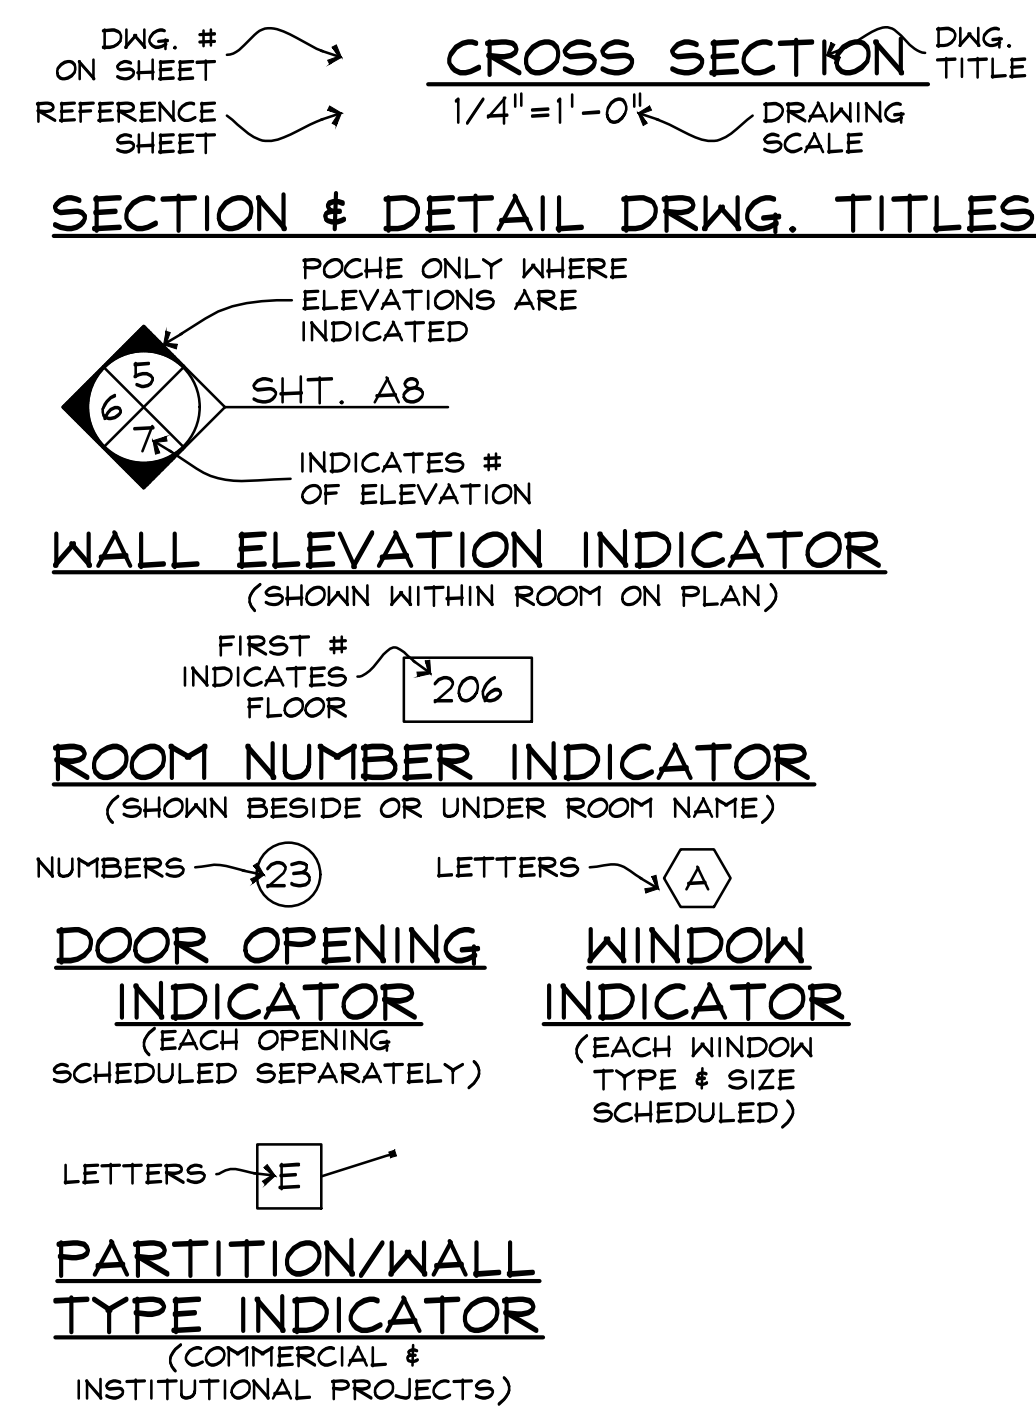 DWG. #
ON SHEET
CROSS SECTION
DWG.
TITLE
REFERENCE
SHEET
1/4"=1'-0"
DRAWING
SCALE
SECTION & DETAIL DRWG. TITLES
POCHE ONLY WHERE
ELEVATIONS ARE
INDICATED
5
6
7
SHT. A8
INDICATES #
OF ELEVATION
WALL ELEVATION INDICATOR
(SHOWN WITHIN ROOM ON PLAN)
FIRST #
INDICATES
FLOOR
206
ROOM NUMBER INDICATOR
(SHOWN BESIDE OR UNDER ROOM NAME)
NUMBERS
23
LETTERS
A
DOOR OPENING
INDICATOR
(EACH OPENING
SCHEDULED SEPARATELY)
WINDOW
INDICATOR
(EACH WINDOW
TYPE & SIZE
SCHEDULED)
LETTERS
E
PARTITION/WALL
TYPE INDICATOR
(COMMERCIAL &
INSTITUTIONAL PROJECTS)